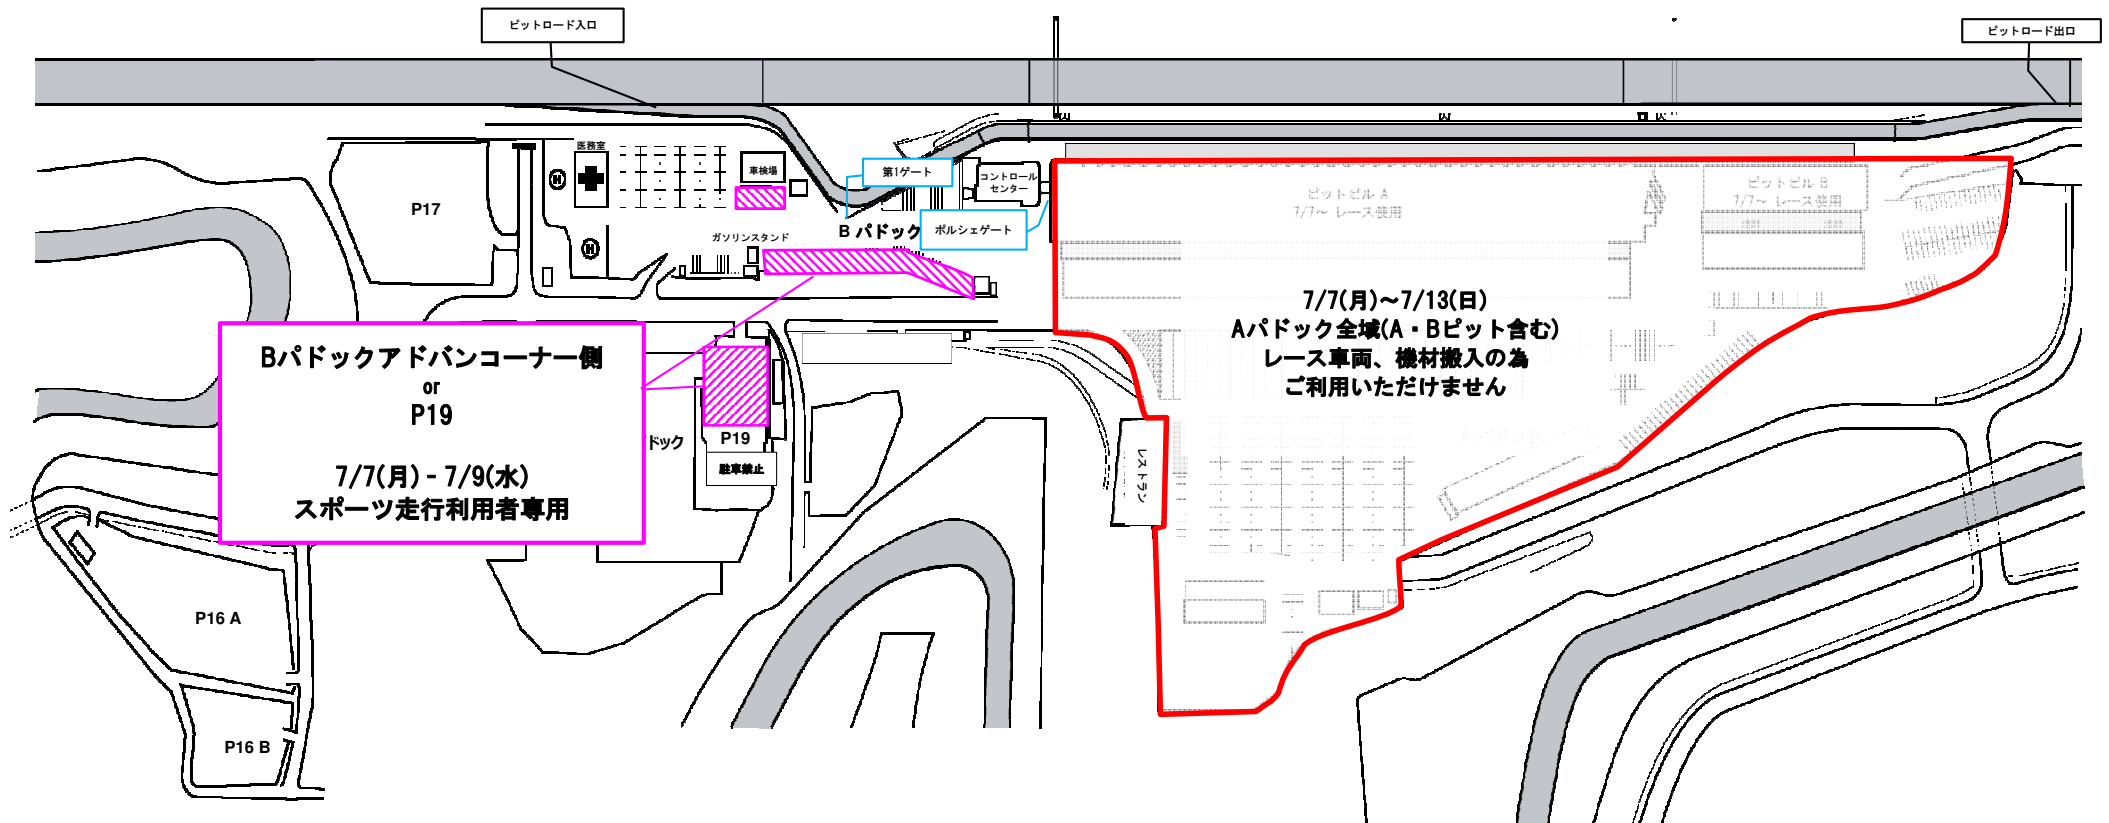 ピットロード入口
ピットロード出口
医務室
車検場
第1ゲート
コントロール
センター
P17
ガソリンスタンド
B パドック
ポルシェゲート
ピットビル A
7/7～ レース使用
ピットビル B
7/7～ レース使用
7/7(月)～7/13(日)
Aパドック全域(A・Bピット含む)
レース車両、機材搬入の為
ご利用いただけません
Bパドックアドバンコーナー側
or
P19
7/7(月) - 7/9(水)
スポーツ走行利用者専用
ドック
P19
駐車禁止
レストラン
A パドック
P16 A
P16 B
H
H